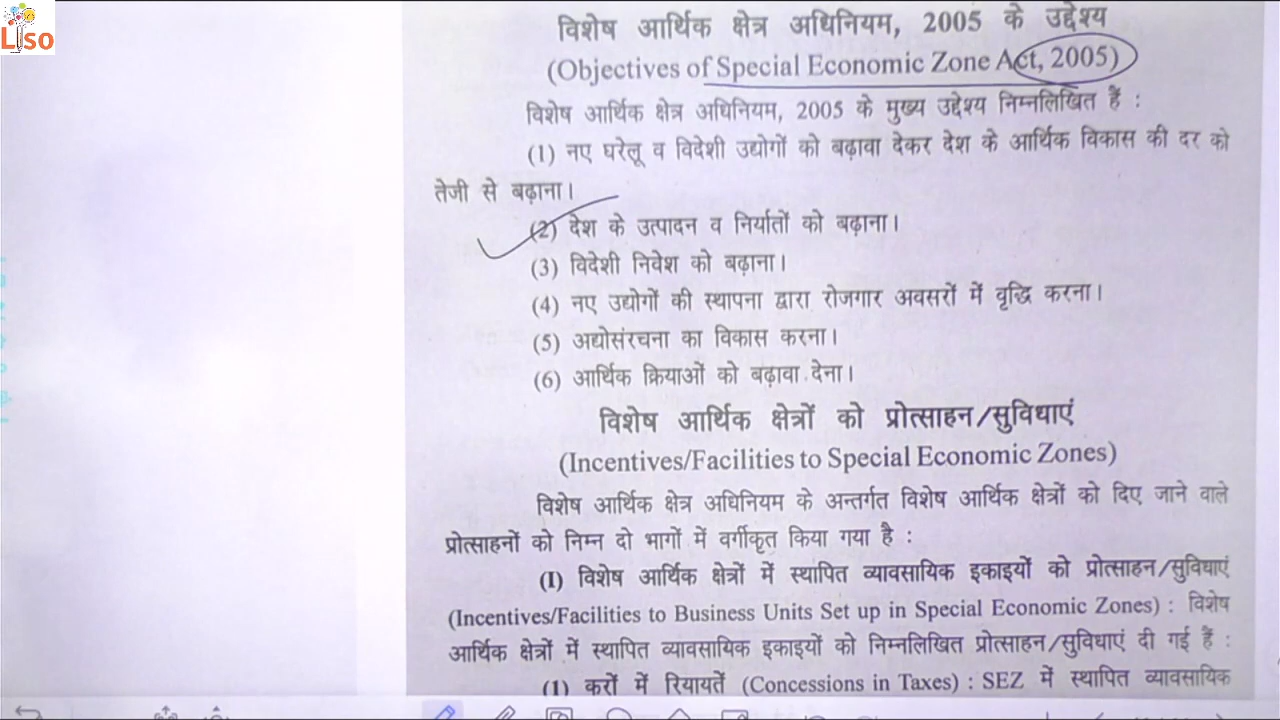 Liso
विशेष आर्थिक क्षेत्र अधिनियम, 2005 के उद्देश्य
(Objectives of Special Economic Zone Act, 2005)
विशेष आर्थिक क्षेत्र अधिनियम, 2005 के मुख्य उद्देश्य निम्नलिखित हैं :
(1) नए घरेलू व विदेशी उद्योगों को बढ़ावा देकर देश के आर्थिक विकास की दर को
तेजी से बढ़ाना।
(2) देश के उत्पादन व निर्यातों को बढ़ाना।
(3) विदेशी निवेश को बढ़ाना।
(4) नए उद्योगों की स्थापना द्वारा रोजगार अवसरों में वृद्धि करना।
(5) अद्योसंरचना का विकास करना।
(6) आर्थिक क्रियाओं को बढ़ावा देना।
विशेष आर्थिक क्षेत्रों को प्रोत्साहन/सुविधाएं
(Incentives/Facilities to Special Economic Zones)
विशेष आर्थिक क्षेत्र अधिनियम के अन्तर्गत विशेष आर्थिक क्षेत्रों को दिए जाने वाले
प्रोत्साहनों को निम्न दो भागों में वर्गीकृत किया गया है :
(I) विशेष आर्थिक क्षेत्रों में स्थापित व्यावसायिक इकाइयों को प्रोत्साहन/सुविधाएं
(Incentives/Facilities to Business Units Set up in Special Economic Zones) : विशेष
आर्थिक क्षेत्रों में स्थापित व्यावसायिक इकाइयों को निम्नलिखित प्रोत्साहन/सुविधाएं दी गई हैं :
(1) करों में रियायतें (Concessions in Taxes) : SEZ में स्थापित व्यावसायिक